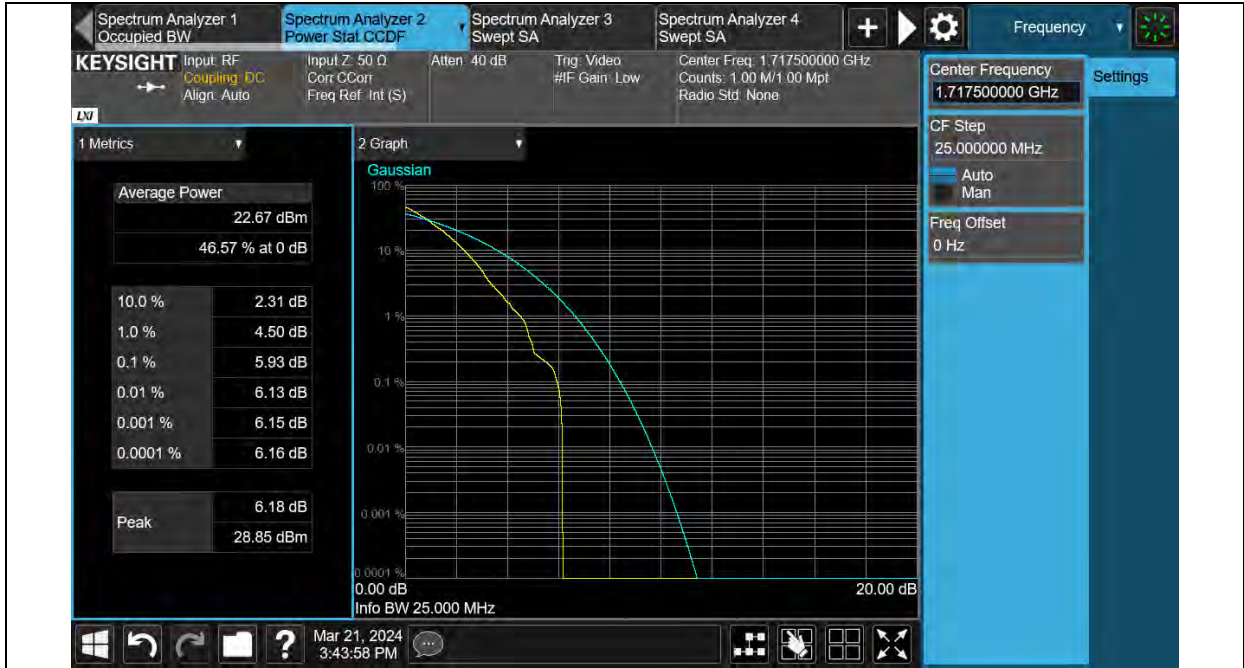 Spectrum Analyzer 1
Occupied BW
Spectrum Analyzer 2
Power Stat CCDF
Spectrum Analyzer 3
Swept SA
Spectrum Analyzer 4
Swept SA
+
Frequency
KEYSIGHT
LXI
Input: RF
Coupling: DC
Align: Auto
Input Z: 50 Ω
Corr CCorr
Freq Ref: Int (S)
Atten: 40 dB
Trig: Video
#IF Gain: Low
Center Freq: 1.717500000 GHz
Counts: 1.00 M/1.00 Mpt
Radio Std: None
Center Frequency
1.717500000 GHz
Settings
CF Step
25.000000 MHz
Auto
Man
Freq Offset
0 Hz
1 Metrics
Average Power
22.67 dBm
46.57 % at 0 dB
10.0 % 2.31 dB
1.0 % 4.50 dB
0.1 % 5.93 dB
0.01 % 6.13 dB
0.001 % 6.15 dB
0.0001 % 6.16 dB
Peak
6.18 dB
28.85 dBm
2 Graph
Gaussian
100 %
10 %
1 %
0.1 %
0.01 %
0.001 %
0.0001 %
0.00 dB 20.00 dB
Info BW 25.000 MHz
?
Mar 21, 2024
3:43:58 PM